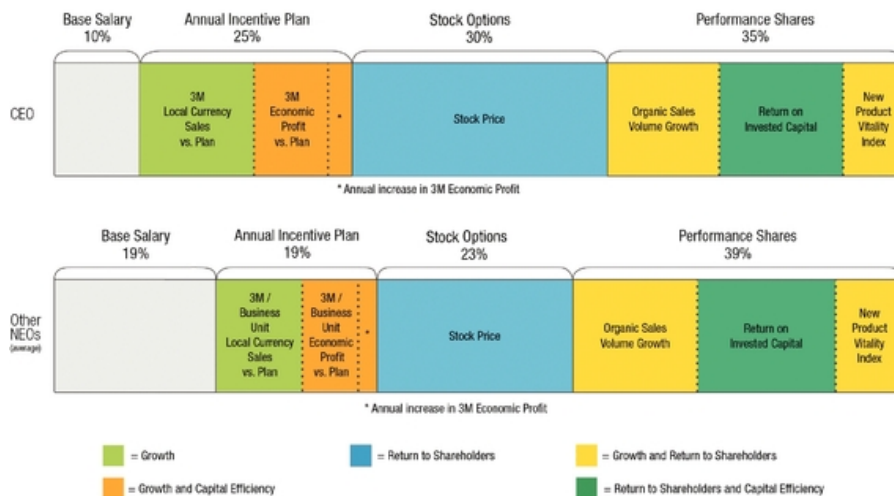 Base Salary
10%
Annual Incentive Plan
25%
Stock Options
30%
Performance Shares
35%
CEO
3M
Local Currency
Sales
vs. Plan
3M
Economic
Profit
vs. Plan
*
Stock Price
Organic Sales
Volume Growth
Return on
Invested Capital
New
Product
Vitality
Index
* Annual increase in 3M Economic Profit
Base Salary
19%
Annual Incentive Plan
19%
Stock Options
23%
Performance Shares
39%
Other
NEOs
(average)
3M /
Business
Unit
Local Currency
Sales
vs. Plan
3M /
Business
Unit
Economic
Profit
vs. Plan
*
Stock Price
Organic Sales
Volume Growth
Return on
Invested Capital
New
Product
Vitality
Index
* Annual increase in 3M Economic Profit
= Growth
= Return to Shareholders
= Growth and Return to Shareholders
= Growth and Capital Efficiency
= Return to Shareholders and Capital Efficiency